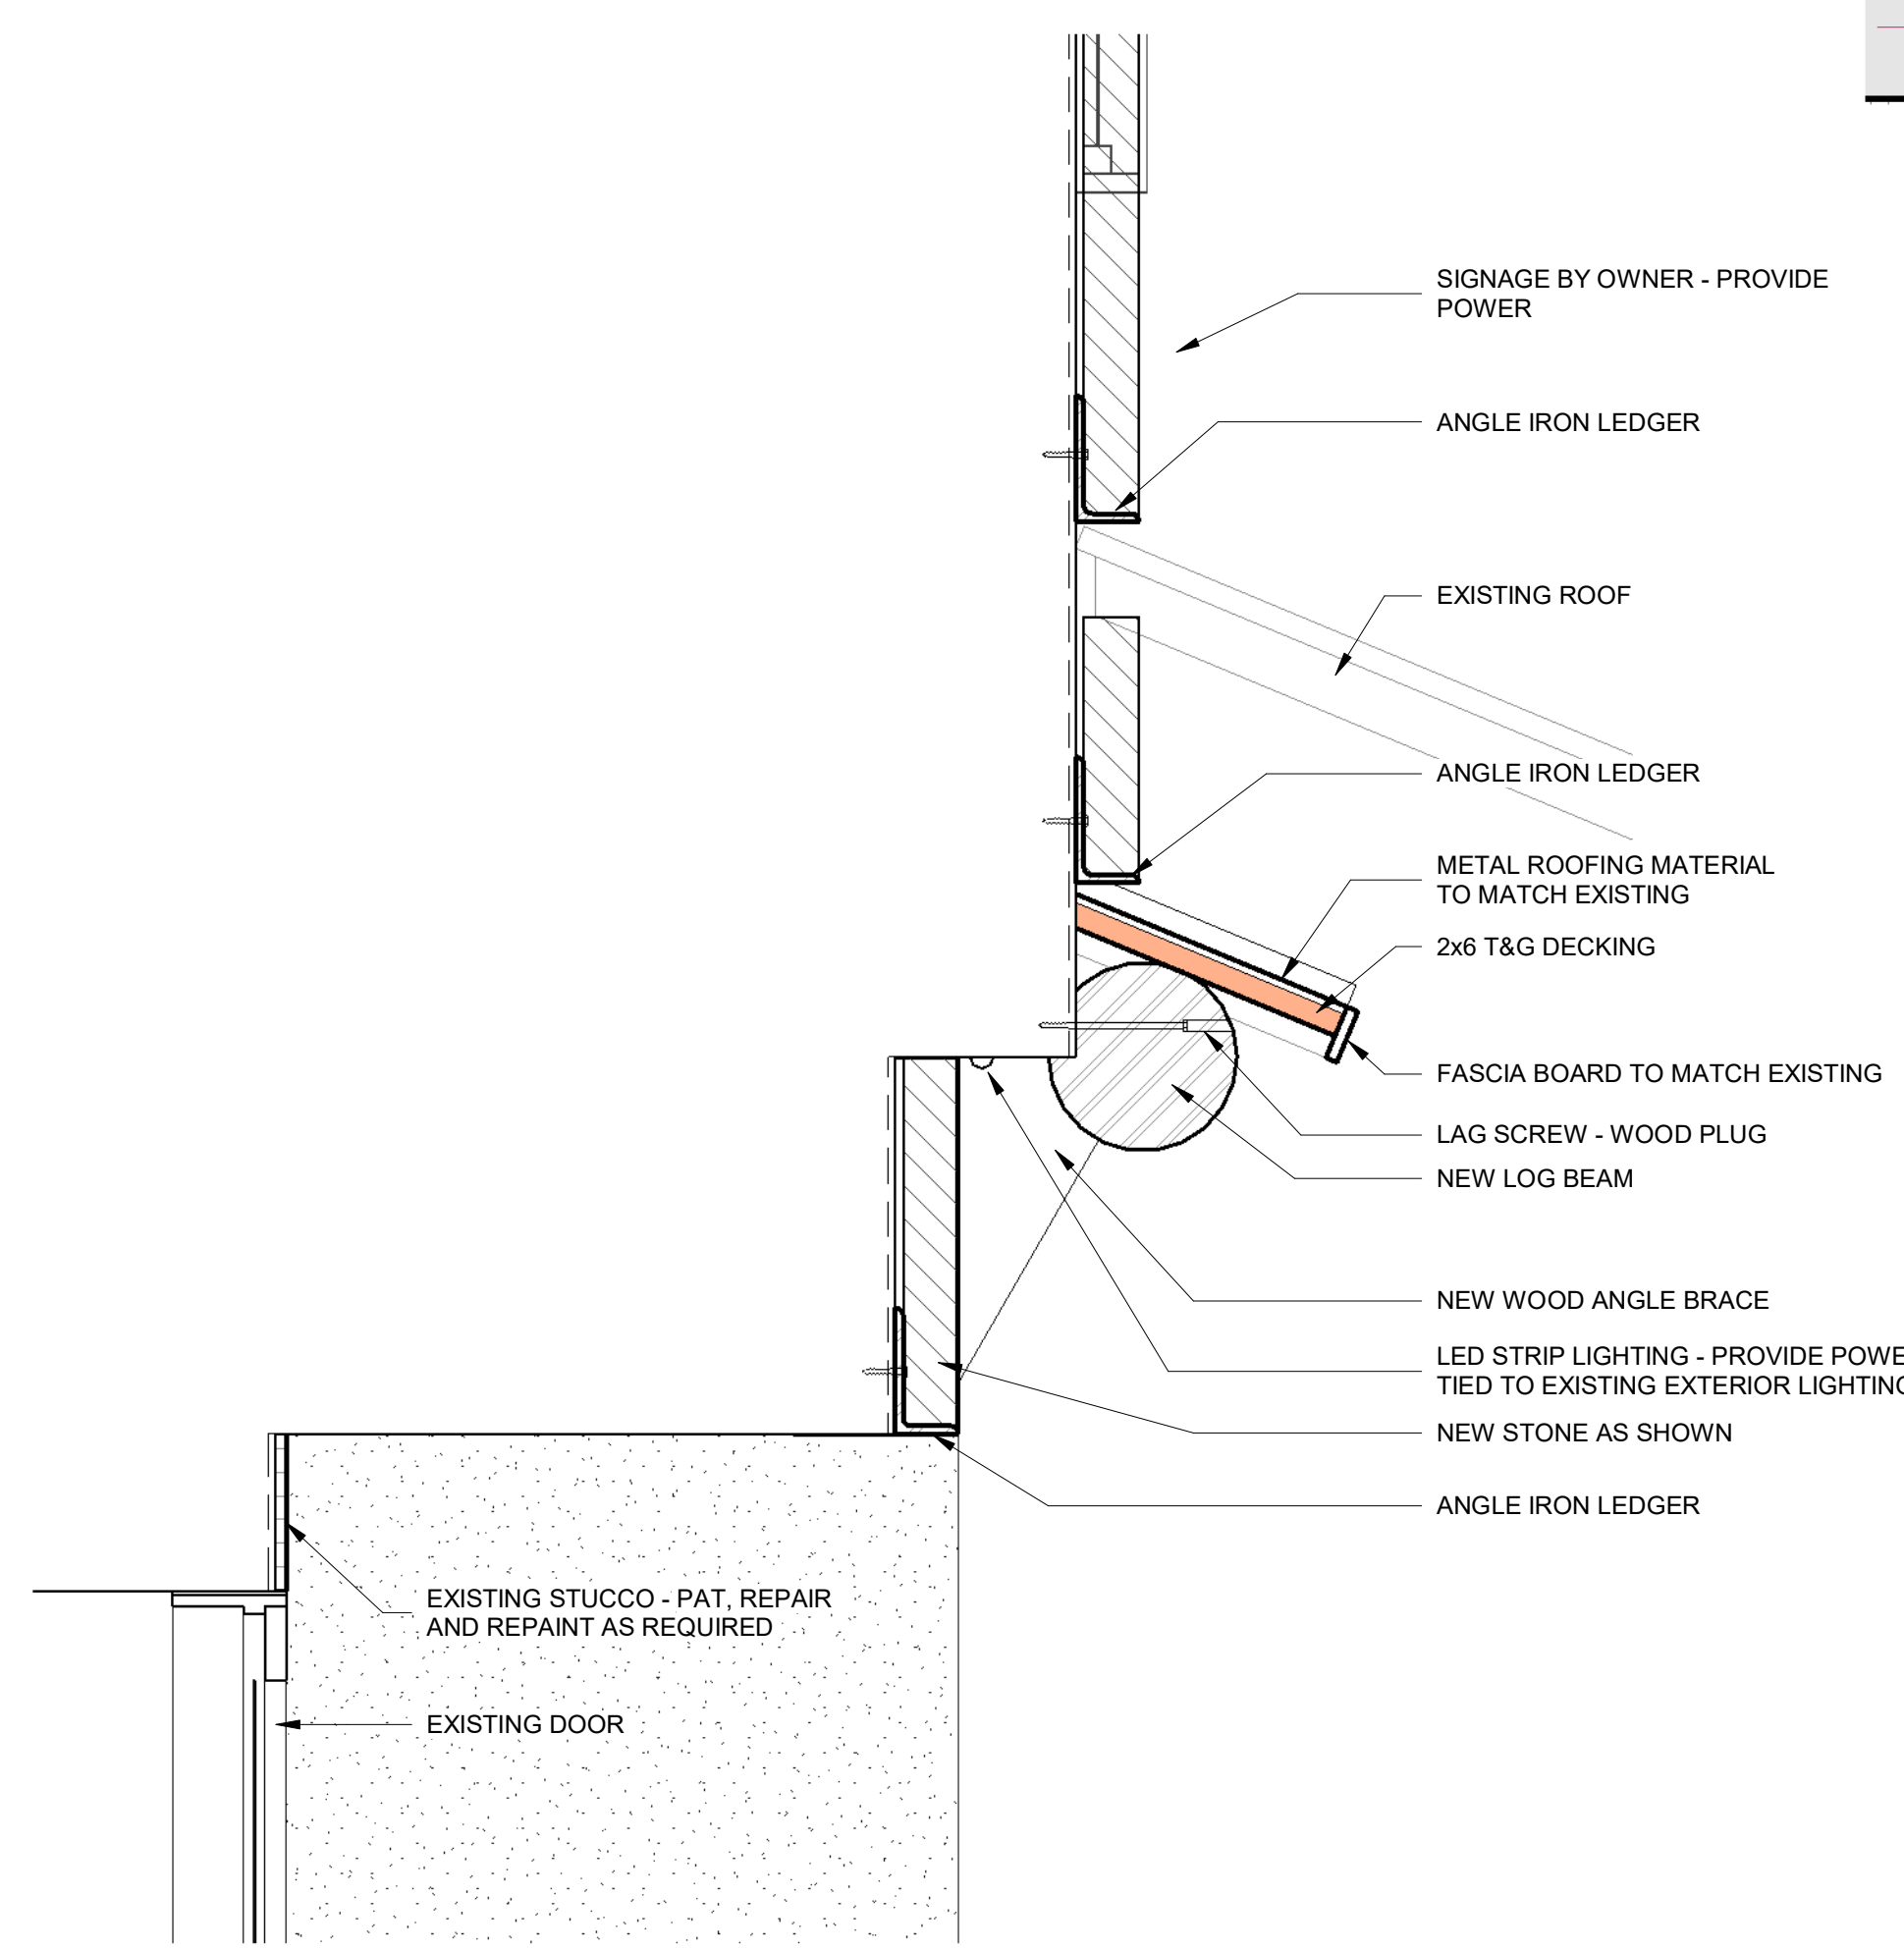 SIGNAGE BY OWNER - PROVIDE
POWER
ANGLE IRON LEDGER
EXISTING ROOF
ANGLE IRON LEDGER
METAL ROOFING MATERIAL
TO MATCH EXISTING
2x6 T&G DECKING
FASCIA BOARD TO MATCH EXISTING
LAG SCREW - WOOD PLUG
NEW LOG BEAM
NEW WOOD ANGLE BRACE
LED STRIP LIGHTING - PROVIDE POWE
TIED TO EXISTING EXTERIOR LIGHTING
NEW STONE AS SHOWN
ANGLE IRON LEDGER
EXISTING STUCCO - PAT, REPAIR
AND REPAINT AS REQUIRED
EXISTING DOOR